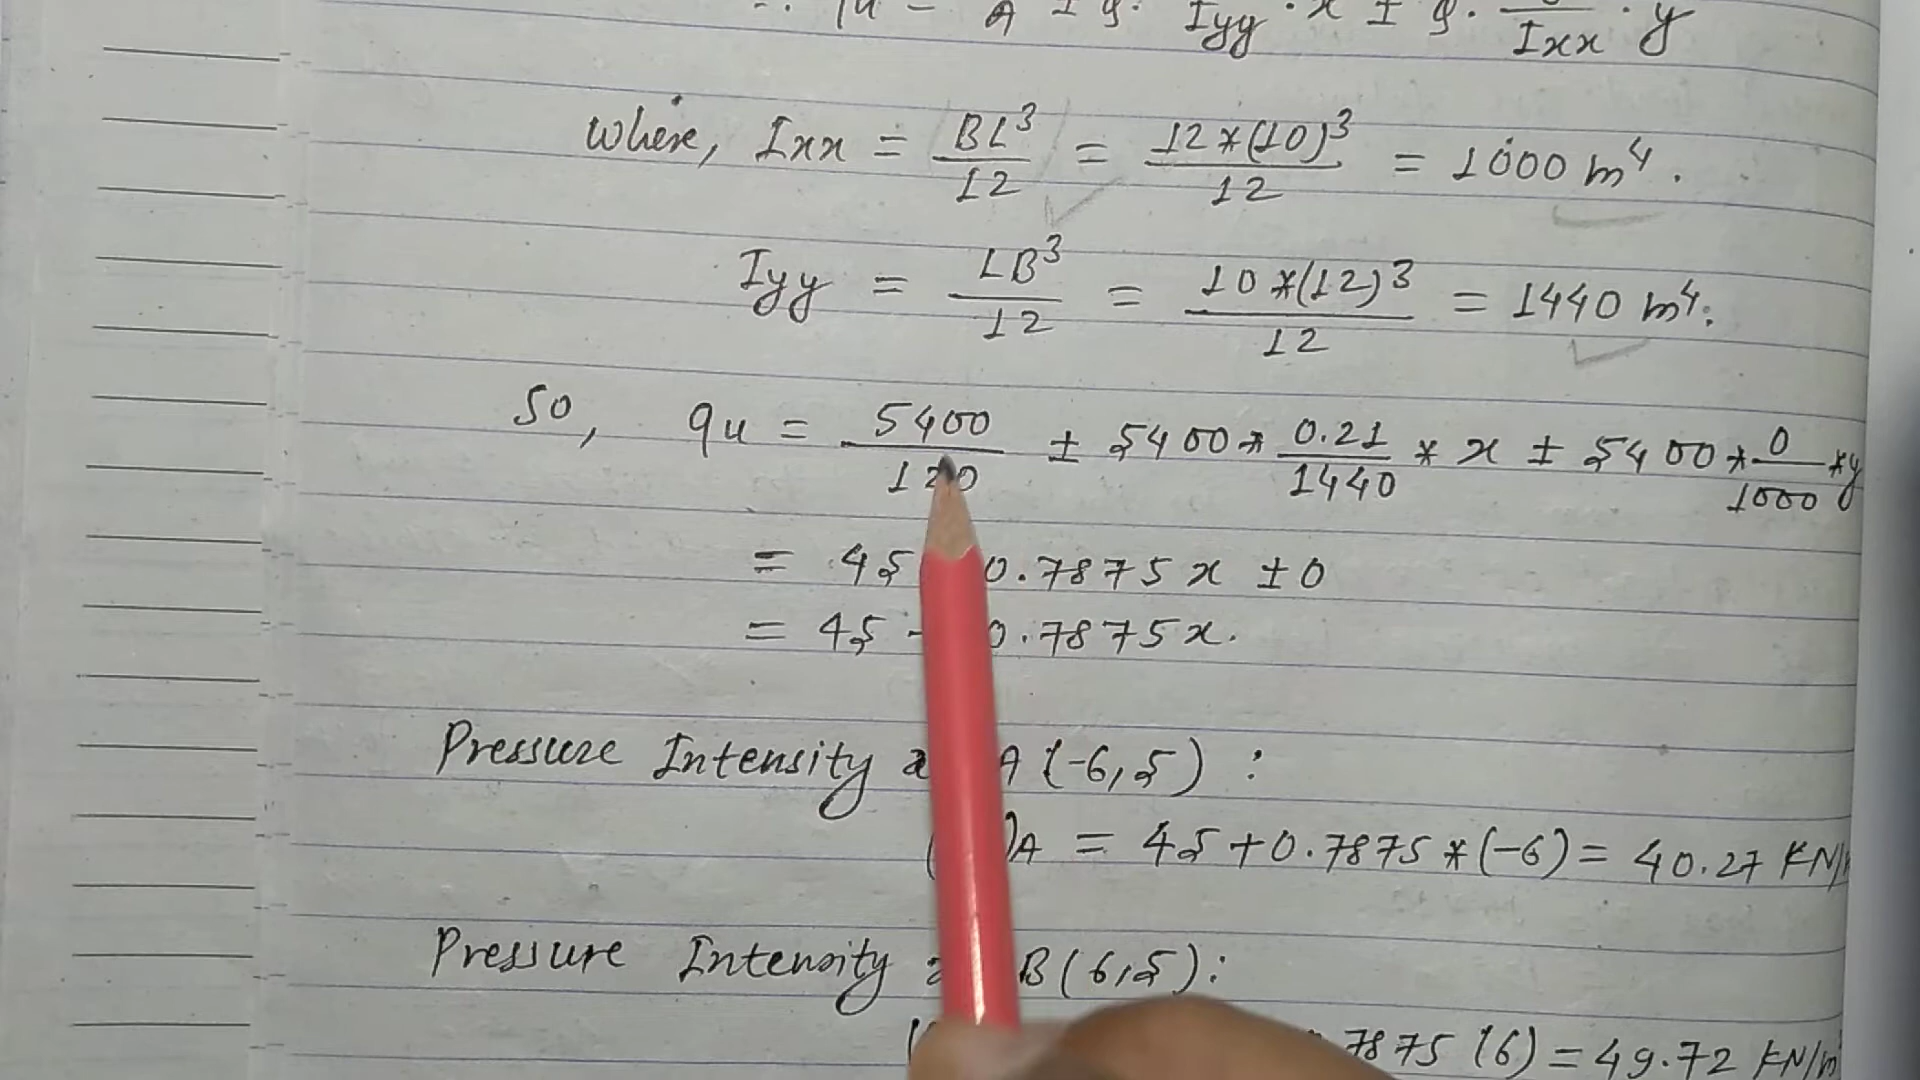 A ± Q. Iyy . x ± Q. Ixx . y
where, Ixx = BL³/12 = 12*(10)³/12 = 1000 m⁴.
Iyy = LB³/12 = 10*(12)³/12 = 1440 m⁴.
So, qu = 5400/120 ± 5400*0.21/1440 * x ± 5400*0/1000*y
= 45 0.7875x ±0
= 45 0.7875x.
Pressure Intensity A(-6,5) :
)A = 45+0.7875*(-6)= 40.27 KN/
Pressure Intensity B(6,5):
7875 (6) = 49.72 KN/m